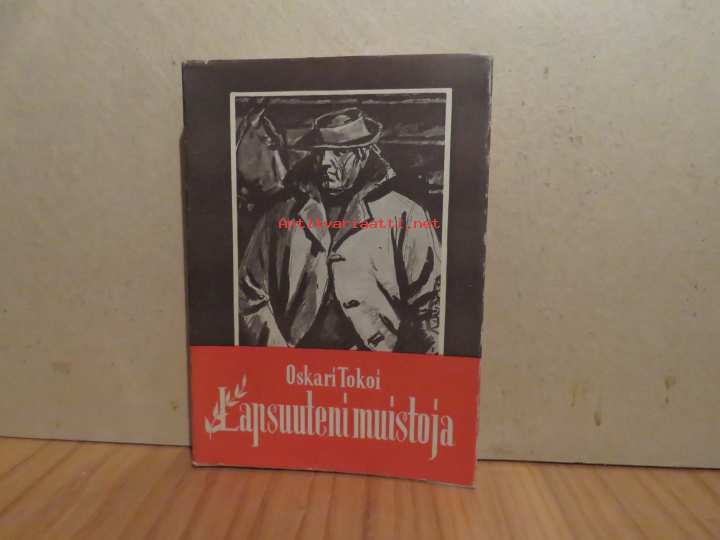 Antikvariaatti.net
Oskari Tokoi
Lapsuuteni muistoja